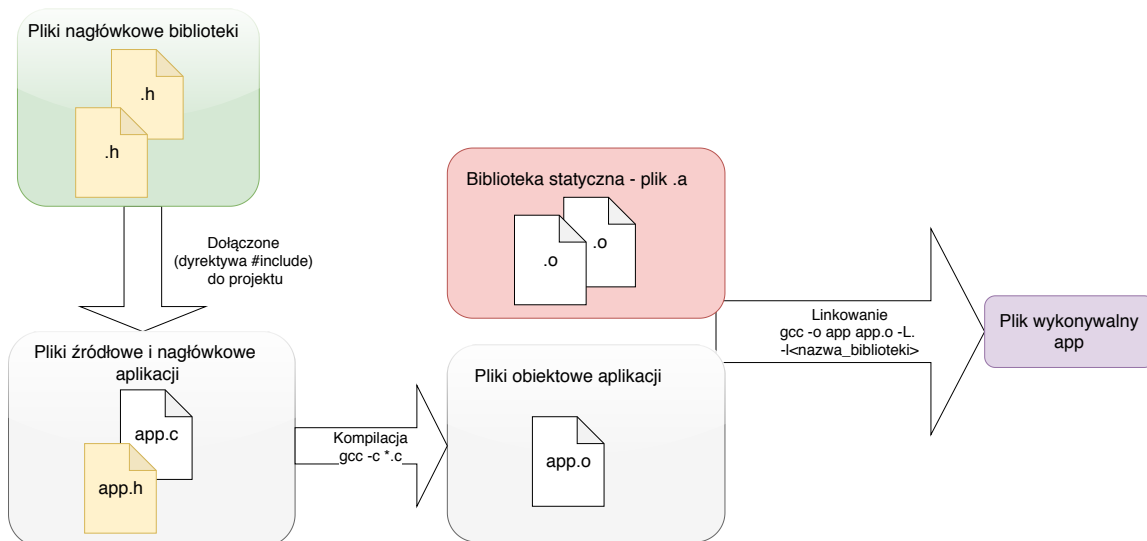 Pliki nagłówkowe biblioteki
.h
.h
Dołączone
(dyrektywa #include)
do projektu
Pliki źródłowe i nagłówkowe
aplikacji
app.c
app.h
Kompilacja
gcc -c *.c
Biblioteka statyczna - plik .a
.o
.o
Pliki obiektowe aplikacji
app.o
Linkowanie
gcc -o app app.o -L.
-l<nazwa_biblioteki>
Plik wykonywalny
app